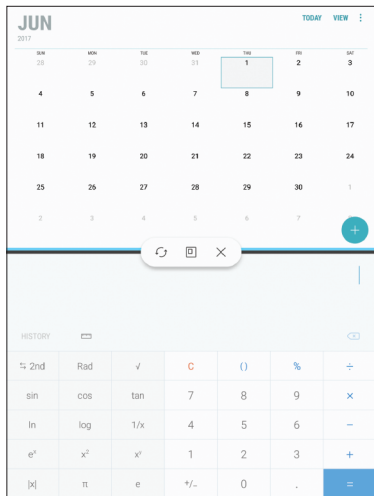 JUN
TODAY VIEW
2017
SUN MON TUE WED THU FRI SAT
28 29 30 31 1 2 3
4 5 6 7 8 9 10
11 12 13 14 15 16 17
18 19 20 21 22 23 24
25 26 27 28 29 30 1
2 3 4 5 6 7
+
HISTORY
⇆ 2nd Rad √ C () % ÷
sin cos tan 7 8 9 ×
ln log 1/x 4 5 6 −
eˣ x² xʸ 1 2 3 +
|x| π e +/− 0 . =